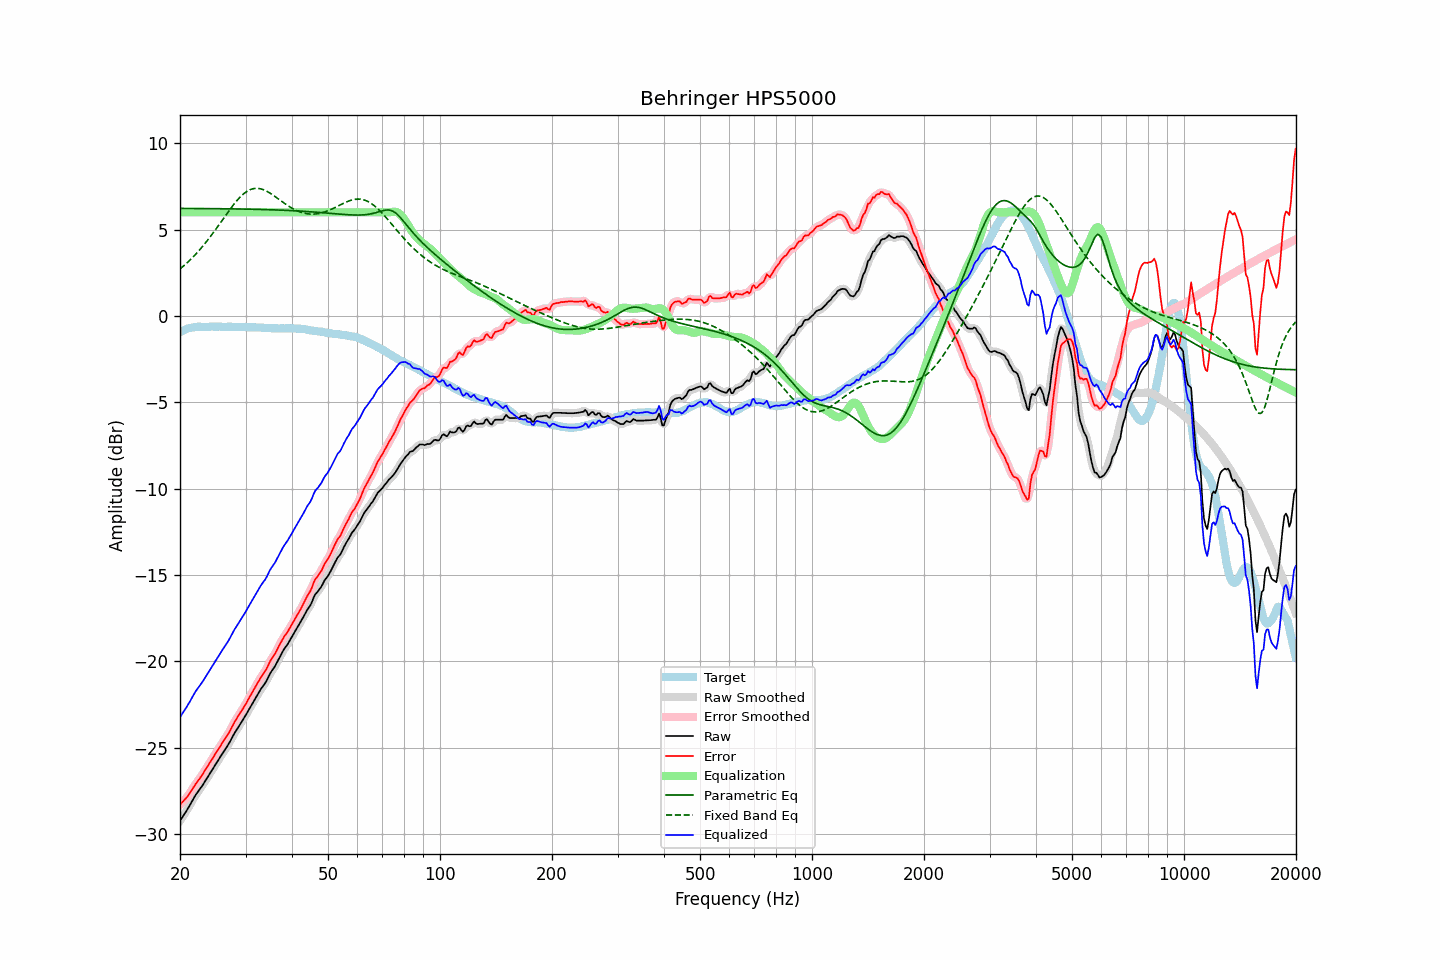 Behringer HPS5000
Amplitude (dBr)
10
5
0
−5
−10
−15
−20
−25
−30
Target
Raw Smoothed
Error Smoothed
Raw
Error
Equalization
Parametric Eq
Fixed Band Eq
Equalized
20 50 100 200 500 1000 2000 5000 10000 20000
Frequency (Hz)